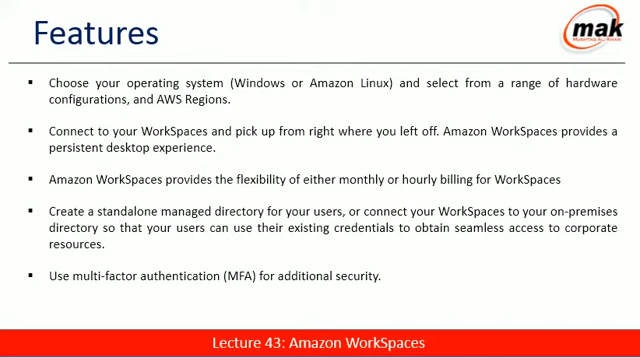 Features
mak
MUSHTAQ ALI KHAN
▪ Choose your operating system (Windows or Amazon Linux) and select from a range of hardware
configurations, and AWS Regions.
▪ Connect to your WorkSpaces and pick up from right where you left off. Amazon WorkSpaces provides a
persistent desktop experience.
▪ Amazon WorkSpaces provides the flexibility of either monthly or hourly billing for WorkSpaces
▪ Create a standalone managed directory for your users, or connect your WorkSpaces to your on-premises
directory so that your users can use their existing credentials to obtain seamless access to corporate
resources.
▪ Use multi-factor authentication (MFA) for additional security.
Lecture 43: Amazon WorkSpaces